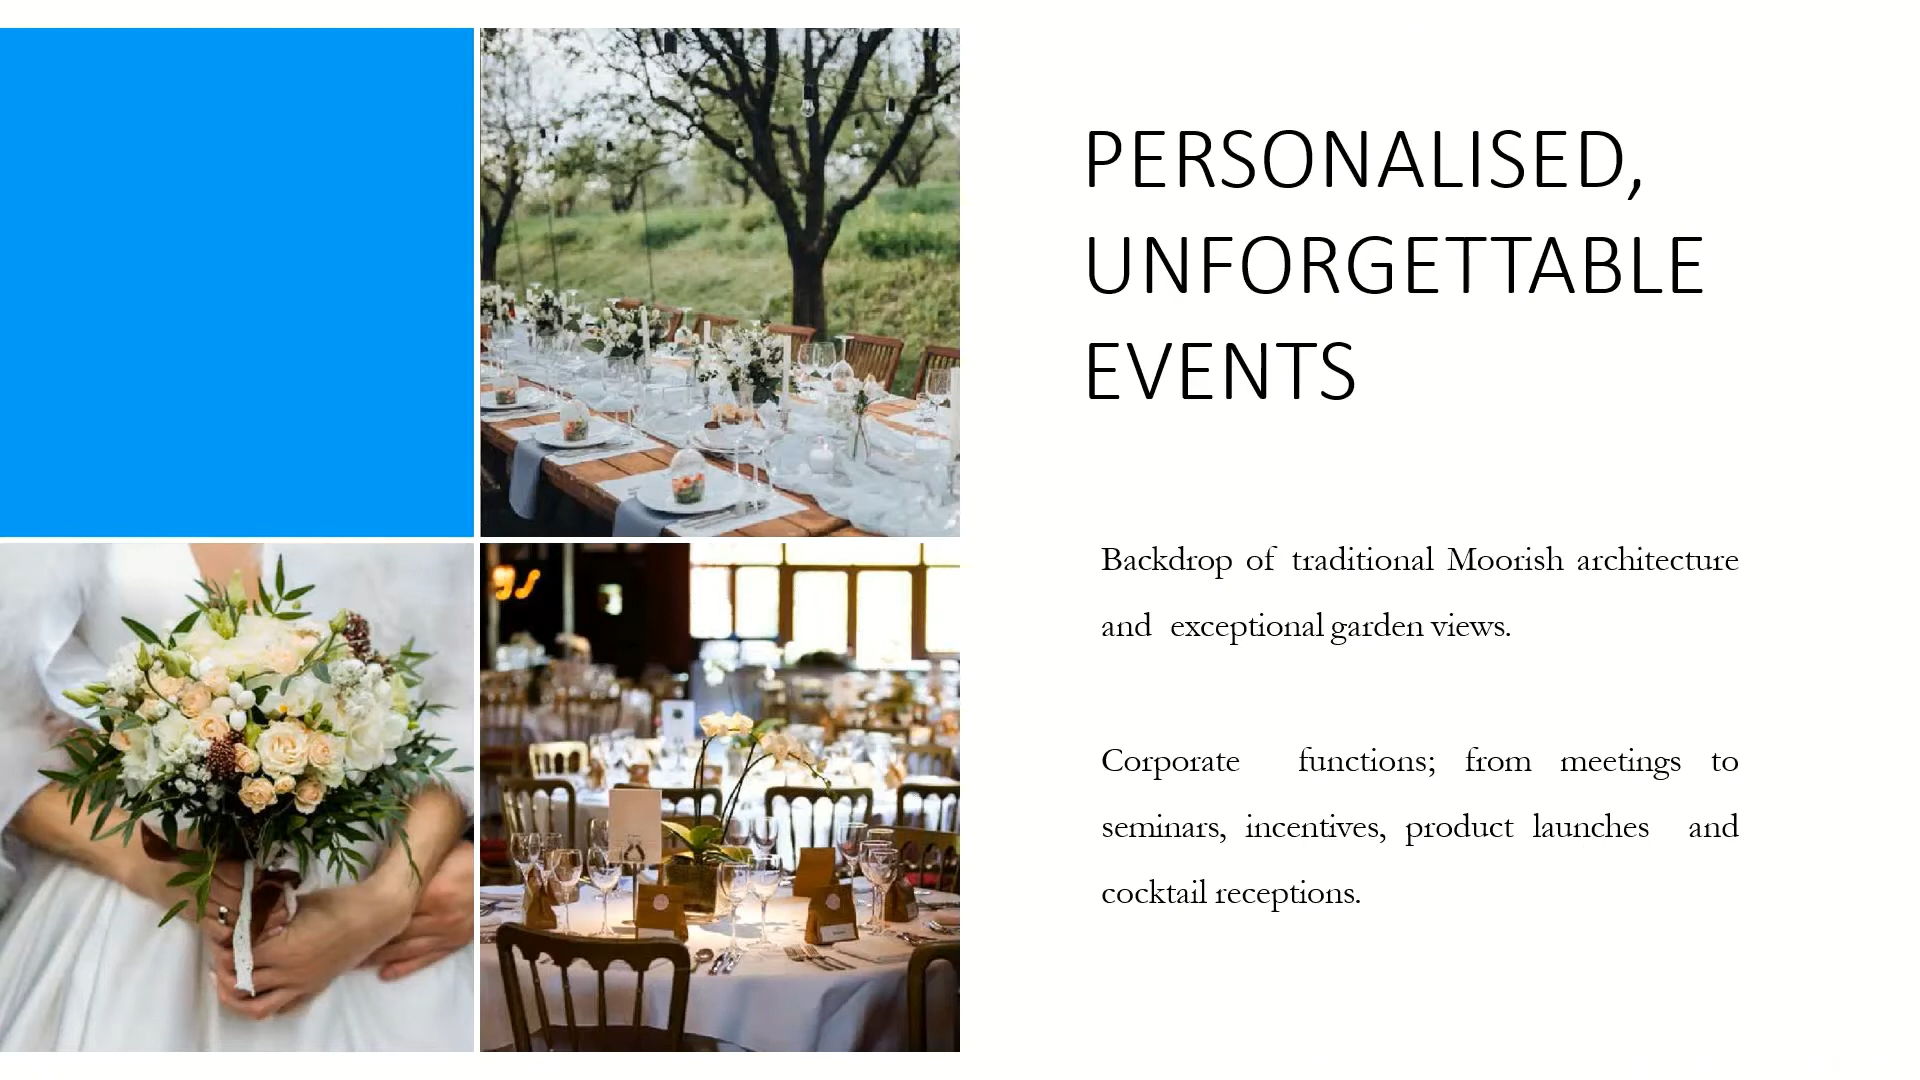 PERSONALISED,
UNFORGETTABLE
EVENTS
Backdrop of traditional Moorish architecture
and exceptional garden views.
Corporate functions; from meetings to
seminars, incentives, product launches and
cocktail receptions.